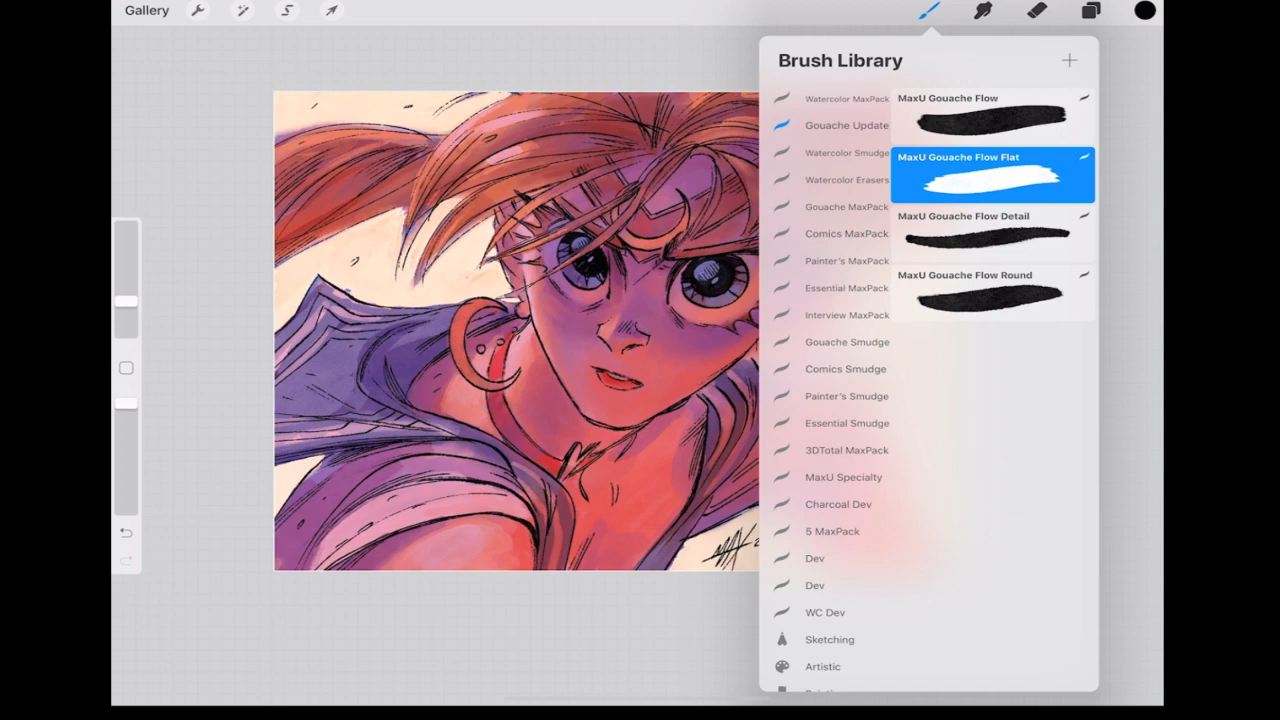 Gallery
Brush Library
Watercolor MaxPack
Gouache Update
Watercolor Smudge
Watercolor Erasers
Gouache MaxPack
Comics MaxPack
Painter's MaxPack
Essential MaxPack
Interview MaxPack
Gouache Smudge
Comics Smudge
Painter's Smudge
Essential Smudge
3DTotal MaxPack
MaxU Specialty
Charcoal Dev
5 MaxPack
Dev
Dev
WC Dev
Sketching
Artistic
MaxU Gouache Flow
MaxU Gouache Flow Flat
MaxU Gouache Flow Detail
MaxU Gouache Flow Round